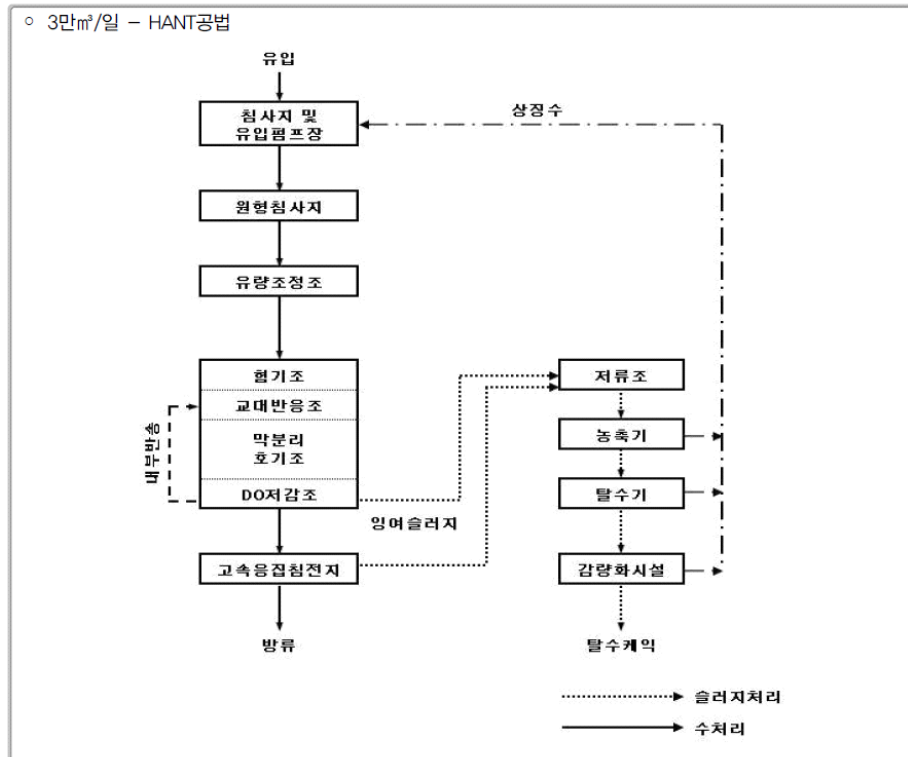 ○ 3만㎥/일 – HANT공법
유입
침사지 및
유입펌프장
상징수
원형침사지
유량조정조
혐기조
교대반응조
막분리
호기조
DO저감조
내부반송
잉여슬러지
고속응집침전지
방류
저류조
농축기
탈수기
감량화시설
탈수케익
슬러지처리
수처리